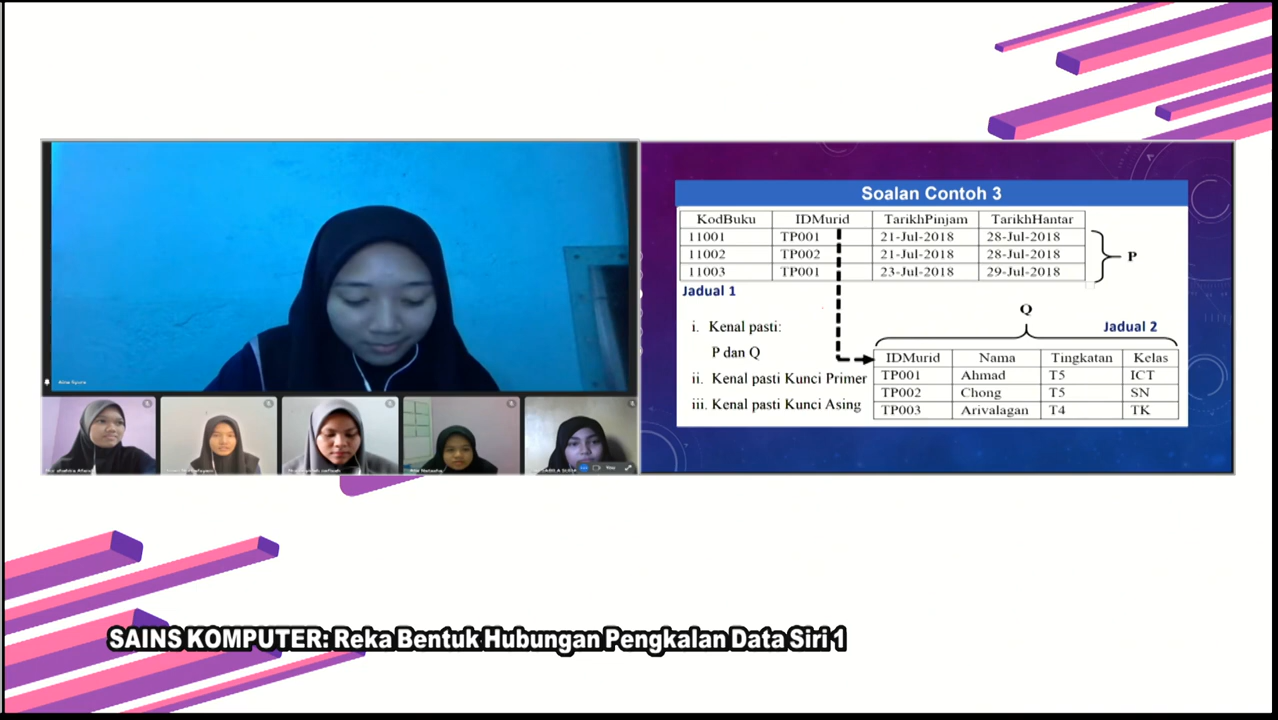 Soalan Contoh 3
KodBuku IDMurid TarikhPinjam TarikhHantar
11001 TP001 21-Jul-2018 28-Jul-2018
11002 TP002 21-Jul-2018 28-Jul-2018
11003 TP001 23-Jul-2018 29-Jul-2018
P
Jadual 1
Q
Jadual 2
i. Kenal pasti:
P dan Q
ii. Kenal pasti Kunci Primer
iii. Kenal pasti Kunci Asing
IDMurid Nama Tingkatan Kelas
TP001 Ahmad T5 ICT
TP002 Chong T5 SN
TP003 Arivalagan T4 TK
You
SAINS KOMPUTER: Reka Bentuk Hubungan Pengkalan Data Siri 1